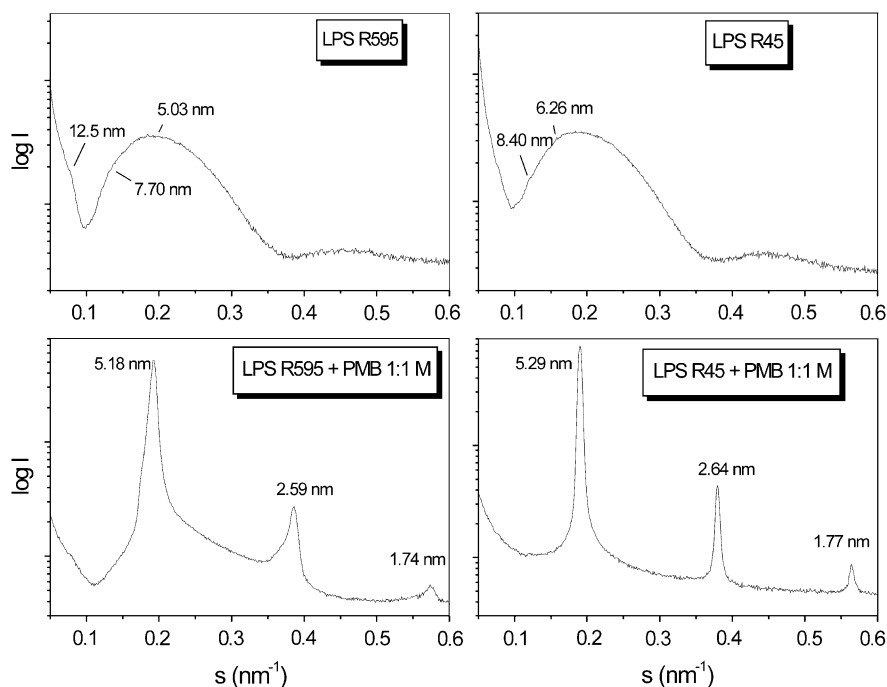 LPS R595
LPS R45
log I
12.5 nm
5.03 nm
7.70 nm
8.40 nm
6.26 nm
0.1 0.2 0.3 0.4 0.5 0.6
0.1 0.2 0.3 0.4 0.5 0.6
LPS R595 + PMB 1:1 M
LPS R45 + PMB 1:1 M
log I
log I
5.18 nm
2.59 nm
1.74 nm
5.29 nm
2.64 nm
1.77 nm
0.1 0.2 0.3 0.4 0.5 0.6
0.1 0.2 0.3 0.4 0.5 0.6
s (nm⁻¹)
s (nm⁻¹)